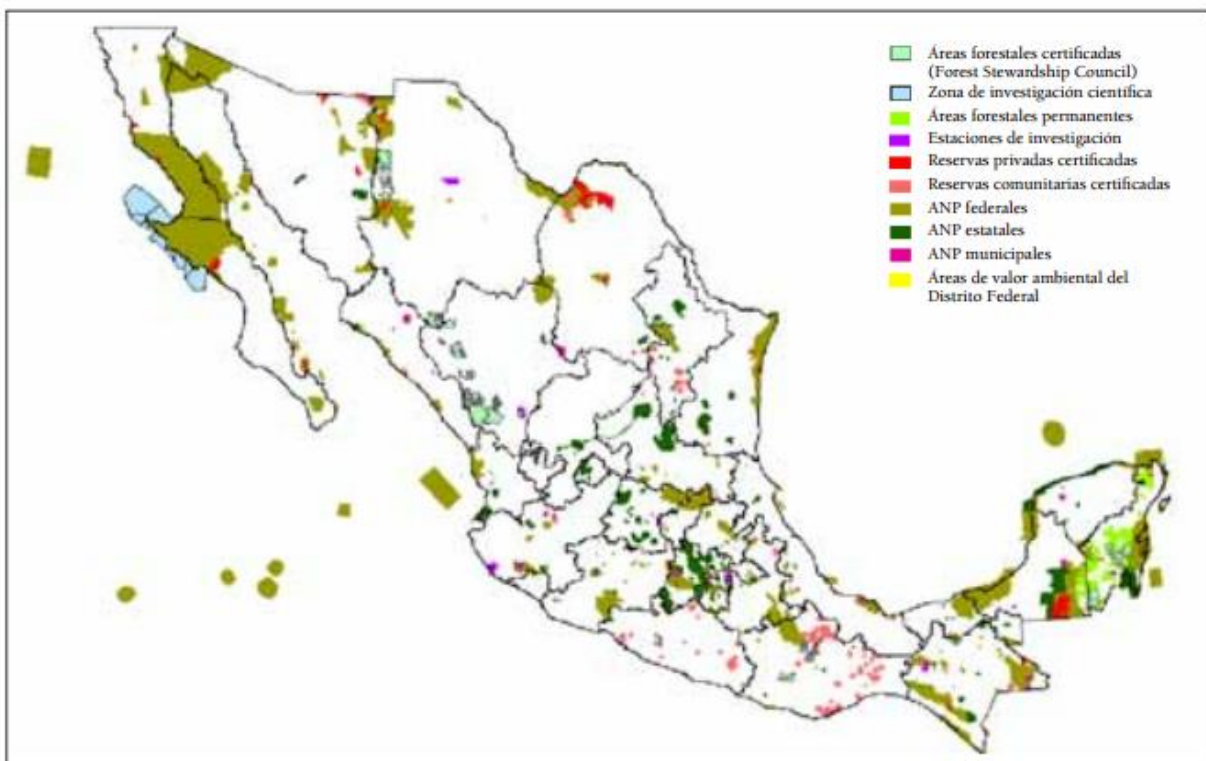 Áreas forestales certificadas
(Forest Stewardship Council)
Zona de investigación científica
Áreas forestales permanentes
Estaciones de investigación
Reservas privadas certificadas
Reservas comunitarias certificadas
ANP federales
ANP estatales
ANP municipales
Áreas de valor ambiental del
Distrito Federal